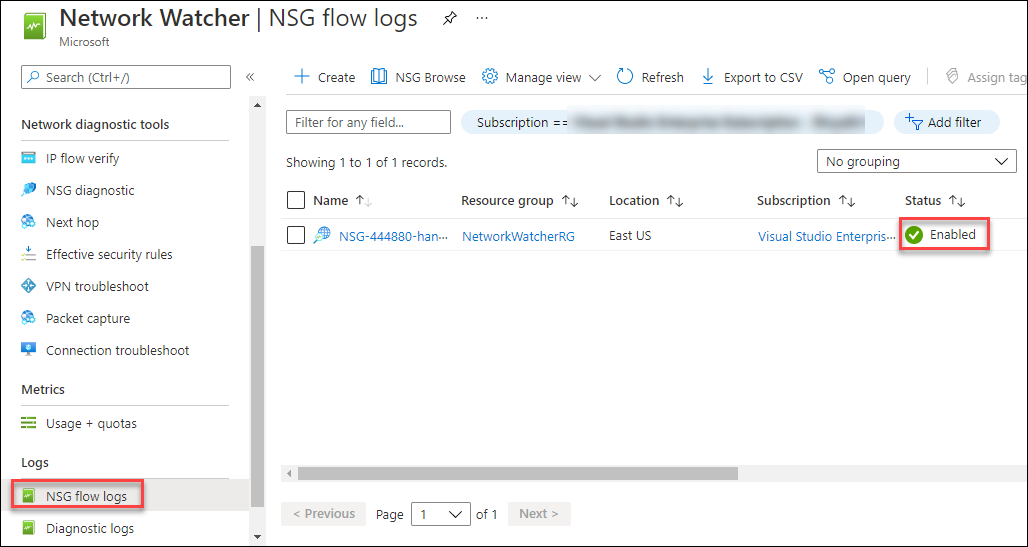 Network Watcher | NSG flow logs
Microsoft
Search (Ctrl+/)
Create
NSG Browse
Manage view
Refresh
Export to CSV
Open query
Assign tag
Network diagnostic tools
IP flow verify
NSG diagnostic
Next hop
Effective security rules
VPN troubleshoot
Packet capture
Connection troubleshoot
Metrics
Usage + quotas
Logs
NSG flow logs
Diagnostic logs
Filter for any field...
Subscription ==
Add filter
Showing 1 to 1 of 1 records.
No grouping
Name
Resource group
Location
Subscription
Status
NSG-444880-han...
NetworkWatcherRG
East US
Visual Studio Enterpris...
Enabled
< Previous
Page
1
of 1
Next >